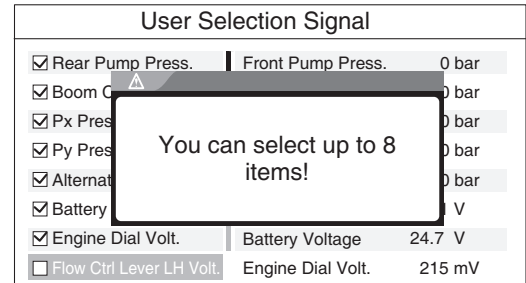 User Selection Signal
Rear Pump Press. Front Pump Press. 0 bar
Boom bar
Px Pres bar
You can select up to 8
items!
Py Pres bar
Alternat bar
Battery V
Engine Dial Volt. Battery Voltage 24.7 V
Flow Ctrl Lever LH Volt. Engine Dial Volt. 215 mV